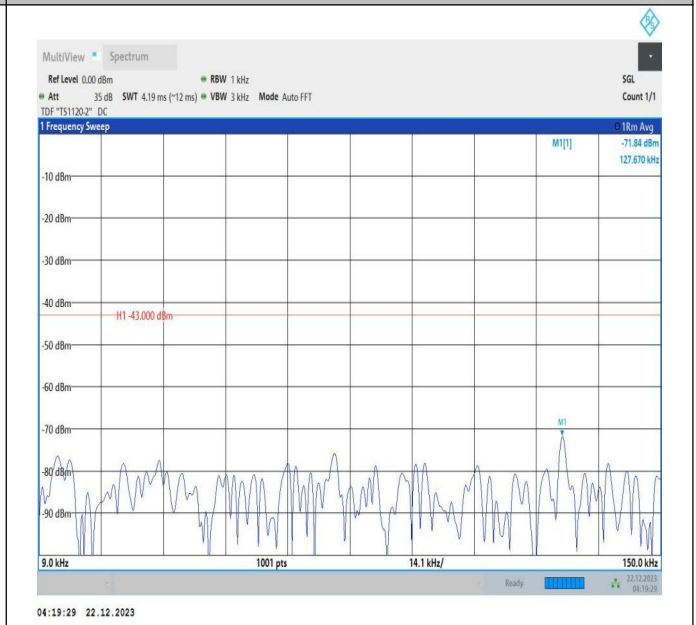 R S
MultiView Spectrum
Ref Level 0.00 dBm RBW 1 kHz SGL
Att 35 dB SWT 4.19 ms (~12 ms) VBW 3 kHz Mode Auto FFT Count 1/1
TDF "TS1120-2" DC
1 Frequency Sweep 1Rm Avg
M1[1] -71.84 dBm
127.670 kHz
-10 dBm
-20 dBm
-30 dBm
-40 dBm
H1 -43.000 dBm
-50 dBm
-60 dBm
M1
-70 dBm
-80 dBm
-90 dBm
9.0 kHz 1001 pts 14.1 kHz/ 150.0 kHz
Ready 22.12.2023
04:19:29
04:19:29 22.12.2023